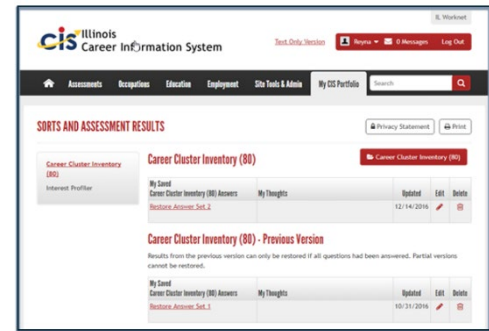 IL Worknet
CiS Illinois
Career Information System
Text Only Version
Reyna
0 Messages
Log Out
Assessments
Occupations
Education
Employment
Site Tools & Admin
My CIS Portfolio
Search
SORTS AND ASSESSMENT RESULTS
Privacy Statement
Print
Career Cluster Inventory
(80)
Interest Profiler
Career Cluster Inventory (80)
Career Cluster Inventory (80)
My Saved
Career Cluster Inventory (80) Answers
My Thoughts
Updated
Edit
Delete
Restore Answer Set 2
12/14/2016
Career Cluster Inventory (80) - Previous Version
Results from the previous version can only be restored if all questions had been answered. Partial versions
cannot be restored.
My Saved
Career Cluster Inventory (80) Answers
My Thoughts
Updated
Edit
Delete
Restore Answer Set 1
10/31/2016